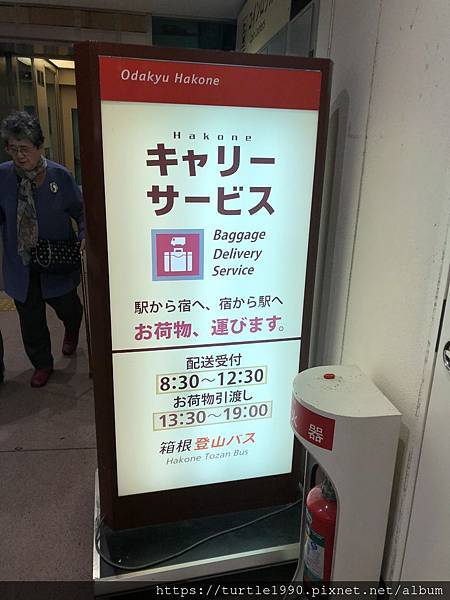 Odakyu Hakone
Hakone
キャリー
サービス
Baggage
Delivery
Service
駅から宿へ、宿から駅へ
お荷物、運びます。
配送受付
8:30～12:30
お荷物引渡し
13:30～19:00
箱根登山バス
Hakone Tozan Bus
器
https://turtle1990.pixnet.net/album